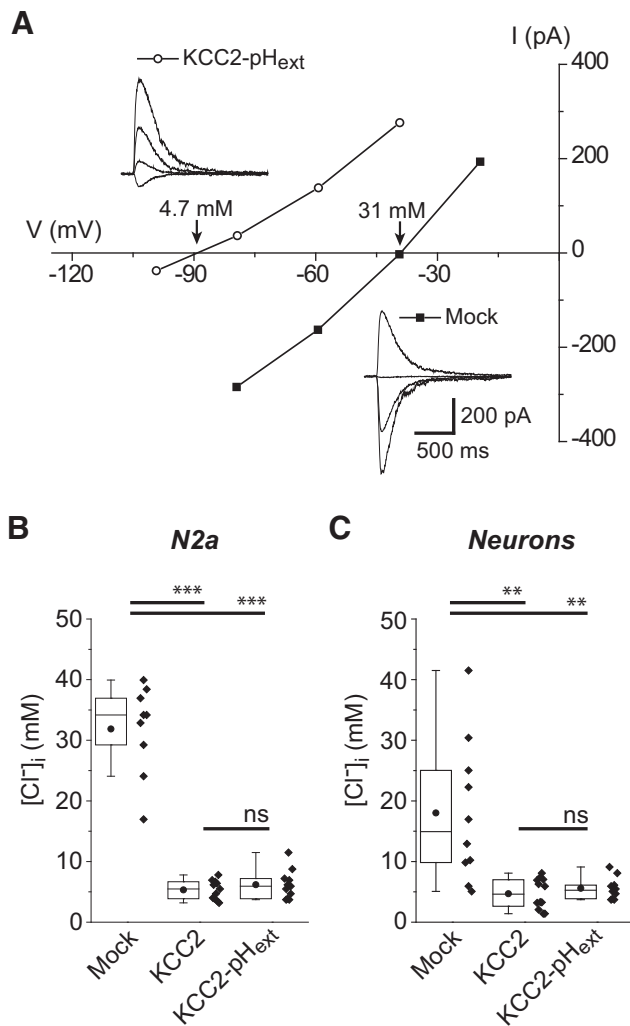 A
I (pA)
KCC2-pHext
400
200
4.7 mM
31 mM
V (mV)
0
-120
-90
-60
-30
Mock
-200
200 pA
500 ms
-400
B
N2a
C
Neurons
***
***
**
**
50
40
30
20
10
0
[Cl-]i (mM)
ns
Mock
KCC2
KCC2-pHext
50
40
30
20
10
0
[Cl-]i (mM)
ns
Mock
KCC2
KCC2-pHext